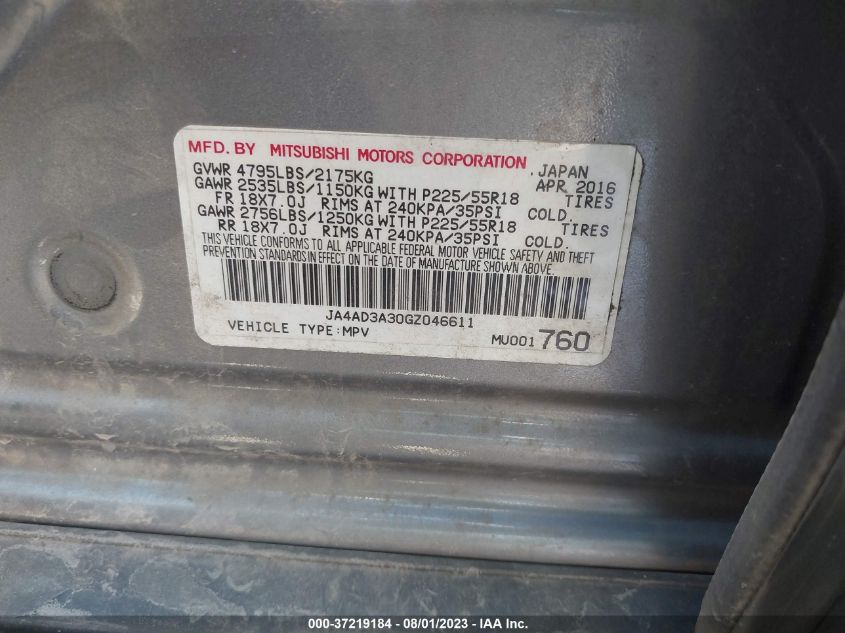 MFD. BY MITSUBISHI MOTORS CORPORATION , JAPAN
GVWR 4795LBS/2175KG APR 2016
GAWR 2535LBS/1150KG WITH P225/55R18 TIRES
FR 18X7.0J RIMS AT 240KPA/35PSI COLD.
GAWR 2756LBS/1250KG WITH P225/55R18 TIRES
RR 18X7.0J RIMS AT 240KPA/35PSI COLD.
THIS VEHICLE CONFORMS TO ALL APPLICABLE FEDERAL MOTOR VEHICLE SAFETY AND THEFT
PREVENTION STANDARDS IN EFFECT ON THE DATE OF MANUFACTURE SHOWN ABOVE.
JA4AD3A30GZ046611
VEHICLE TYPE:MPV MU001 760
000-37219184 - 08/01/2023 - IAA Inc.